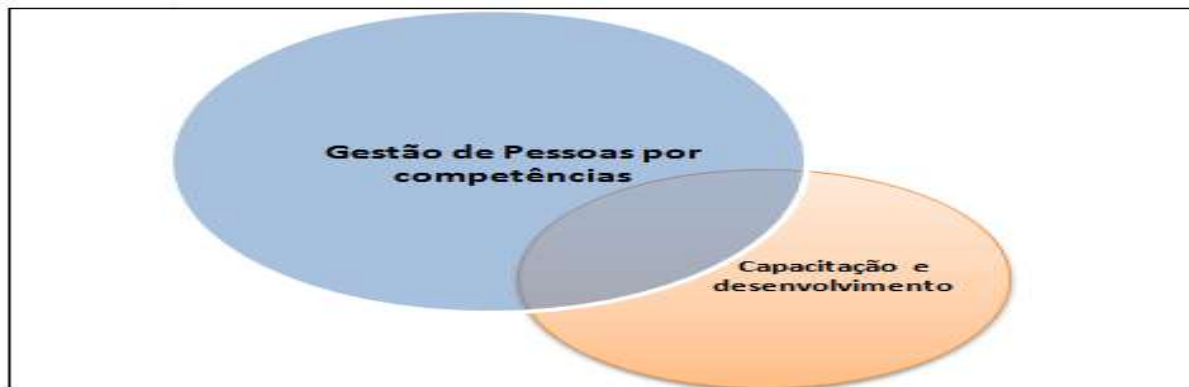 Gestão de Pessoas por
competências
Capacitação e
desenvolvimento